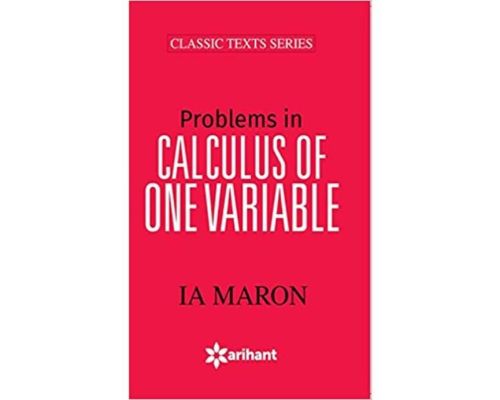 CLASSIC TEXTS SERIES
Problems in
CALCULUS OF
ONE VARIABLE
IA MARON
arihant